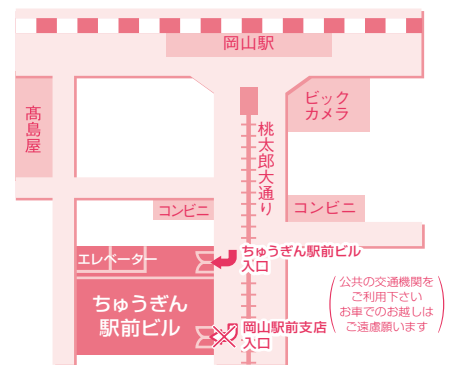 岡山駅
髙島屋
ビック
カメラ
桃太郎大通り
コンビニ
コンビニ
エレベーター
ちゅうぎん駅前ビル
入口
ちゅうぎん
駅前ビル
岡山駅前支店
入口
公共の交通機関を
ご利用下さい
お車でのお越しは
ご遠慮願います